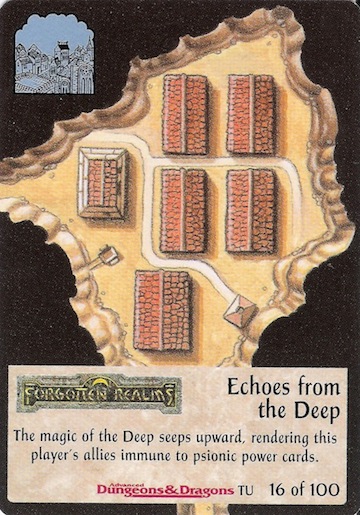 FORGOTTEN REALMS
Echoes from
the Deep
The magic of the Deep seeps upward, rendering this
player's allies immune to psionic power cards.
Advanced
Dungeons&Dragons TU 16 of 100